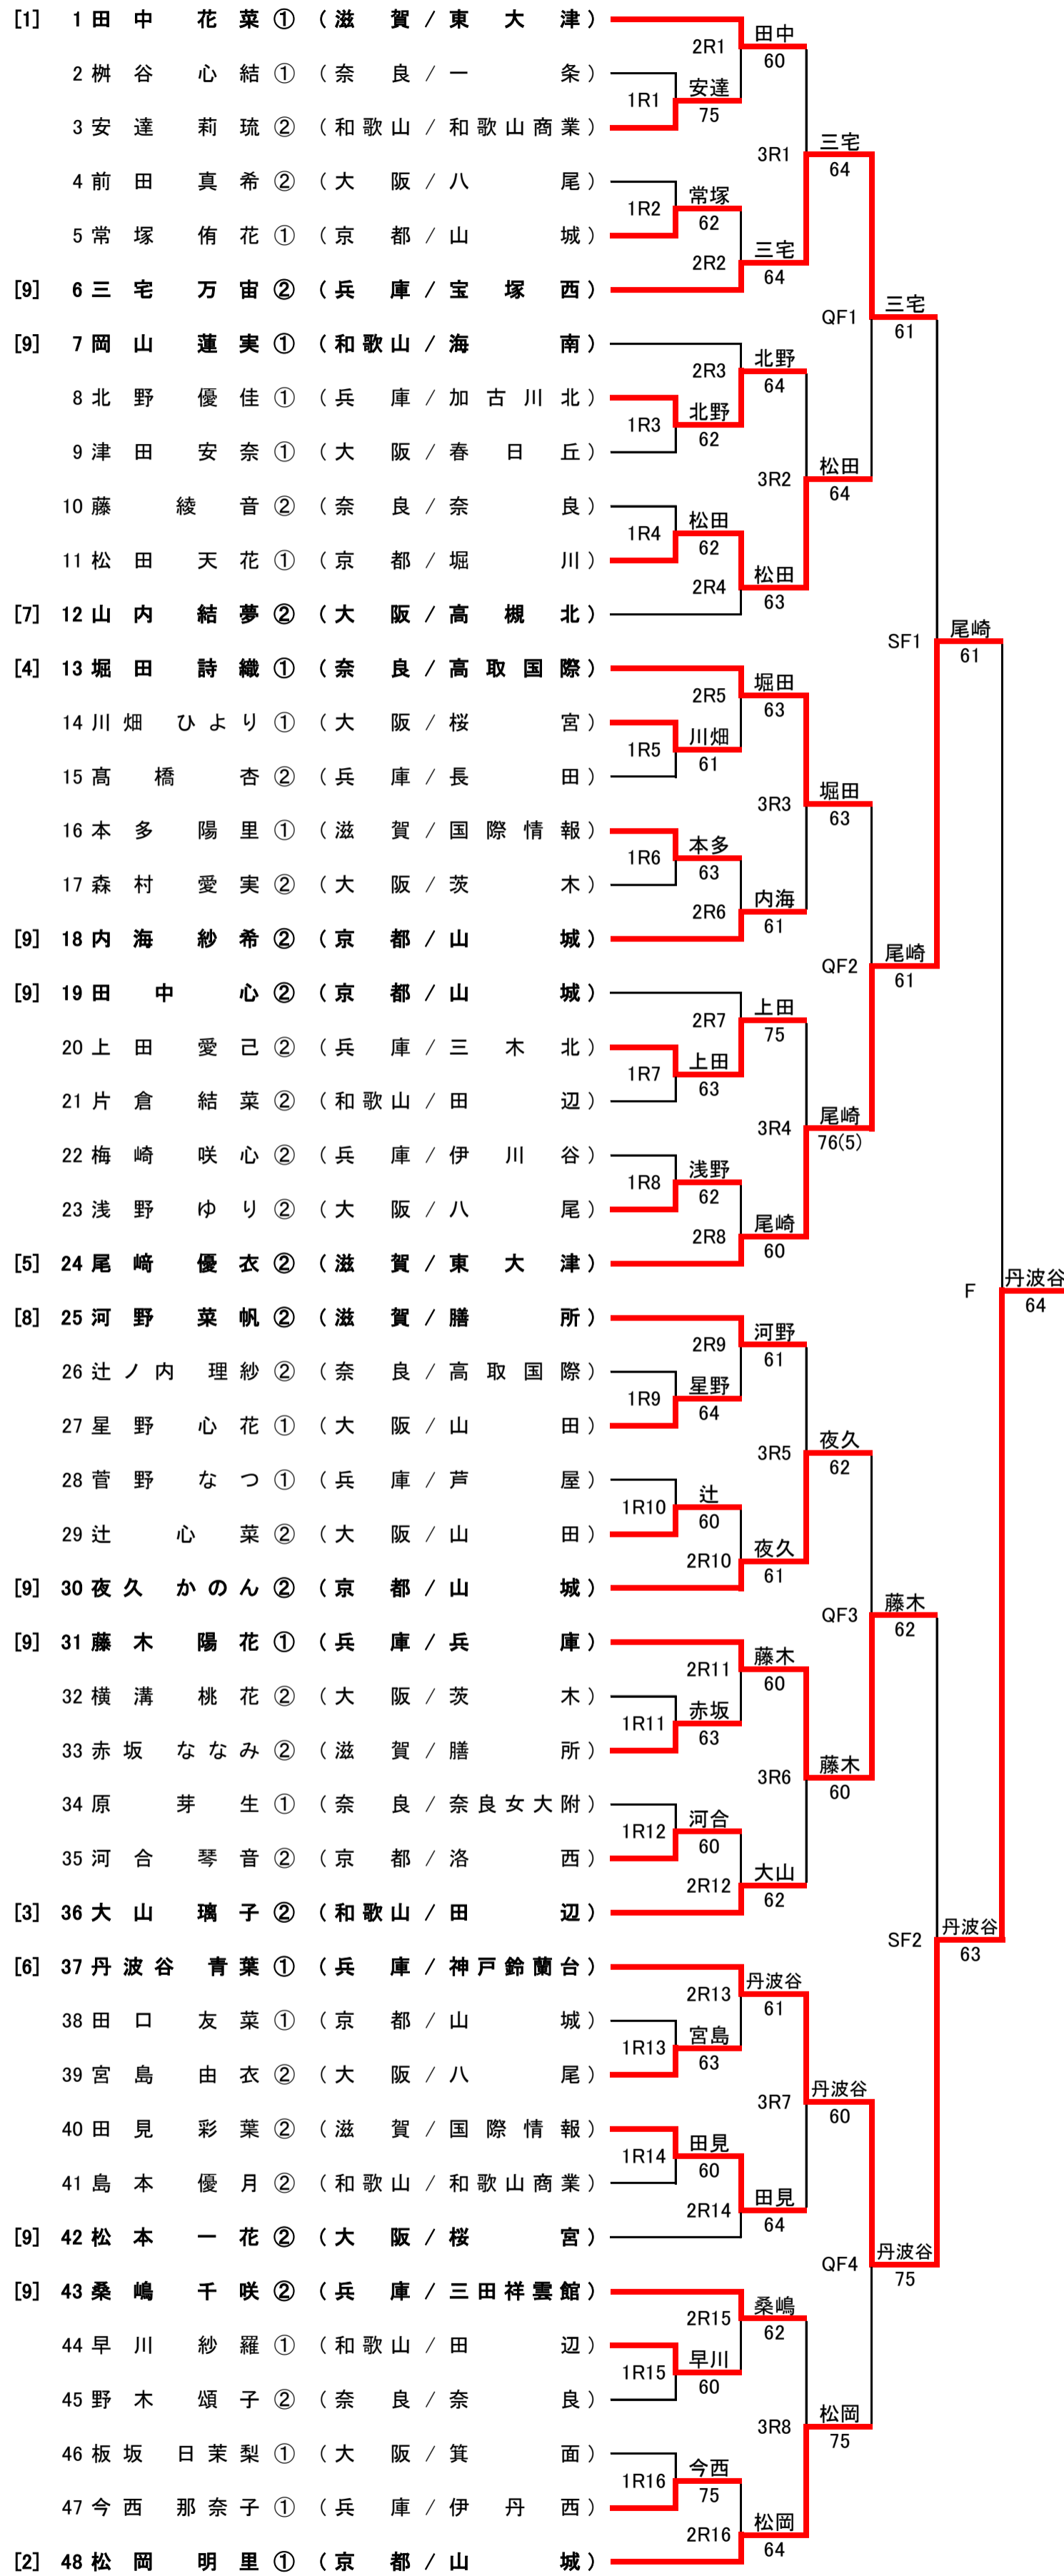 [1] 1 田中 花菜 ① (滋賀/東大津)
2R1 田中 60
2 桝谷 心結 ① (奈良/一条)
1R1 安達 75
3 安達 莉琉 ② (和歌山/和歌山商業)
3R1 三宅 64
4 前田 真希 ② (大阪/八尾)
1R2 常塚 62
5 常塚 侑花 ① (京都/山城)
2R2 三宅 64
[9] 6 三宅 万宙 ② (兵庫/宝塚西)
QF1 三宅 61
[9] 7 岡山 蓮実 ① (和歌山/海南)
2R3 北野 64
8 北野 優佳 ① (兵庫/加古川北)
1R3 北野 62
9 津田 安奈 ① (大阪/春日丘)
3R2 松田 64
10 藤 綾音 ② (奈良/奈良)
1R4 松田 62
11 松田 天花 ① (京都/堀川)
2R4 松田 63
[7] 12 山内 結夢 ② (大阪/高槻北)
SF1 尾崎 61
[4] 13 堀田 詩織 ① (奈良/高取国際)
2R5 堀田 63
14 川畑 ひより ① (大阪/桜宮)
1R5 川畑 61
15 髙橋 杏 ② (兵庫/長田)
3R3 堀田 63
16 本多 陽里 ① (滋賀/国際情報)
1R6 本多 63
17 森村 愛実 ② (大阪/茨木)
2R6 内海 61
[9] 18 内海 紗希 ② (京都/山城)
QF2 尾崎 61
[9] 19 田中 心 ② (京都/山城)
2R7 上田 75
20 上田 愛己 ② (兵庫/三木北)
1R7 上田 63
21 片倉 結菜 ② (和歌山/田辺)
3R4 尾崎 76(5)
22 梅崎 咲心 ② (兵庫/伊川谷)
1R8 浅野 62
23 浅野 ゆり ② (大阪/八尾)
2R8 尾崎 60
[5] 24 尾﨑 優衣 ② (滋賀/東大津)
F 丹波谷 64
[8] 25 河野 菜帆 ② (滋賀/膳所)
2R9 河野 61
26 辻ノ内 理紗 ② (奈良/高取国際)
1R9 星野 64
27 星野 心花 ① (大阪/山田)
3R5 夜久 62
28 菅野 なつ ① (兵庫/芦屋)
1R10 辻 60
29 辻 心菜 ② (大阪/山田)
2R10 夜久 61
[9] 30 夜久 かのん ② (京都/山城)
QF3 藤木 62
[9] 31 藤木 陽花 ① (兵庫/兵庫)
2R11 藤木 60
32 横溝 桃花 ② (大阪/茨木)
1R11 赤坂 63
33 赤坂 ななみ ② (滋賀/膳所)
3R6 藤木 60
34 原 芽生 ① (奈良/奈良女大附)
1R12 河合 60
35 河合 琴音 ② (京都/洛西)
2R12 大山 62
[3] 36 大山 璃子 ② (和歌山/田辺)
SF2 丹波谷 63
[6] 37 丹波谷 青葉 ① (兵庫/神戸鈴蘭台)
2R13 丹波谷 61
38 田口 友菜 ① (京都/山城)
1R13 宮島 63
39 宮島 由衣 ② (大阪/八尾)
3R7 丹波谷 60
40 田見 彩葉 ② (滋賀/国際情報)
1R14 田見 60
41 島本 優月 ② (和歌山/和歌山商業)
2R14 田見 64
[9] 42 松本 一花 ② (大阪/桜宮)
QF4 丹波谷 75
[9] 43 桑嶋 千咲 ② (兵庫/三田祥雲館)
2R15 桑嶋 62
44 早川 紗羅 ① (和歌山/田辺)
1R15 早川 60
45 野木 頌子 ② (奈良/奈良)
3R8 松岡 75
46 板坂 日茉梨 ① (大阪/箕面)
1R16 今西 75
47 今西 那奈子 ① (兵庫/伊丹西)
2R16 松岡 64
[2] 48 松岡 明里 ① (京都/山城)